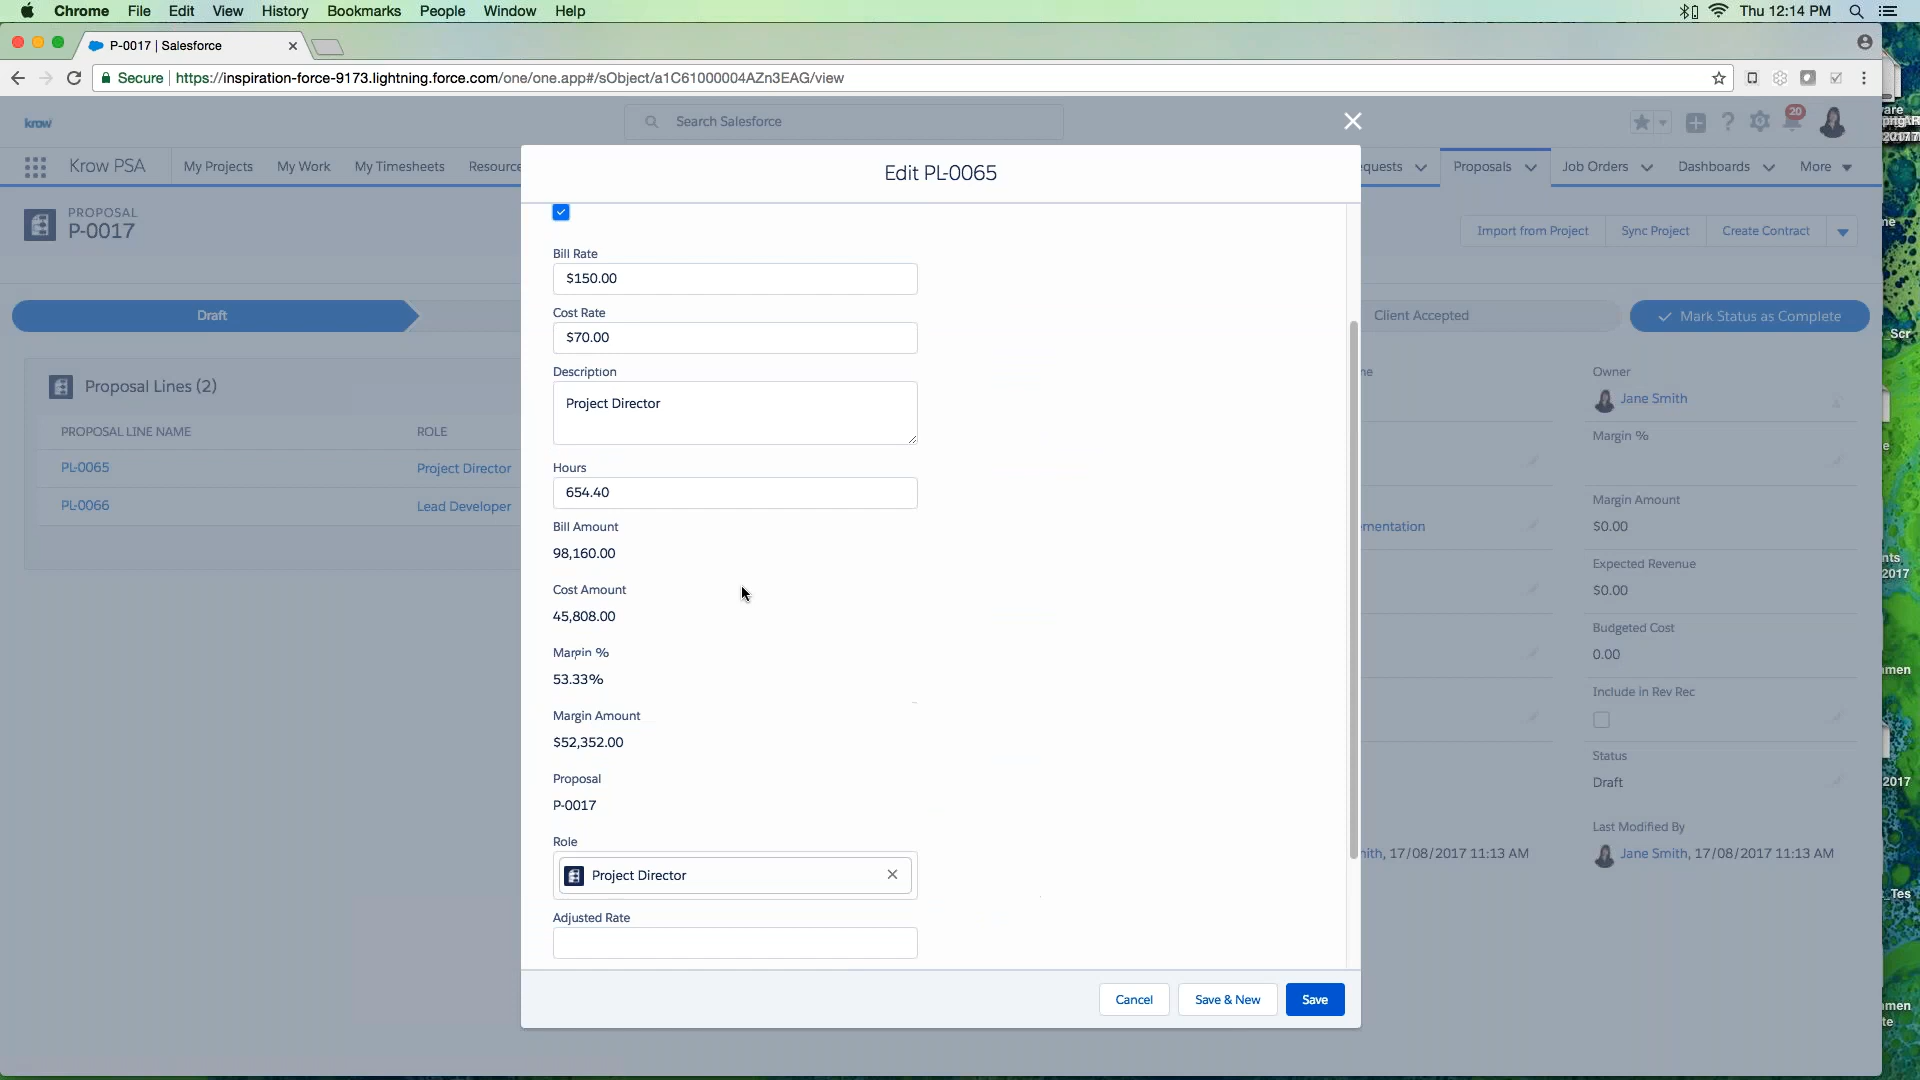 Chrome File Edit View History Bookmarks People Window Help Thu 12:14 PM
P-0017 | Salesforce
Secure https://inspiration-force-9173.lightning.force.com/one/one.app#/sObject/a1C61000004AZn3EAG/view
krow Search Salesforce 20
Krow PSA My Projects My Work My Timesheets Resource equests Proposals Job Orders Dashboards More
Edit PL-0065
PROPOSAL
P-0017
Import from Project Sync Project Create Contract
Draft Client Accepted Mark Status as Complete
Proposal Lines (2)
PROPOSAL LINE NAME ROLE
PL-0065 Project Director
PL-0066 Lead Developer
Bill Rate
$150.00
Cost Rate
$70.00
Description
Project Director
Hours
654.40
Bill Amount
98,160.00
Cost Amount
45,808.00
Margin %
53.33%
Margin Amount
$52,352.00
Proposal
P-0017
Role
Project Director
Adjusted Rate
Cancel Save & New Save
mentation
Owner
Jane Smith
Margin %
Margin Amount
$0.00
Expected Revenue
$0.00
Budgeted Cost
0.00
Include in Rev Rec
Status
Draft
Last Modified By
ith, 17/08/2017 11:13 AM Jane Smith, 17/08/2017 11:13 AM
_Scr
2017
2017
_Tes